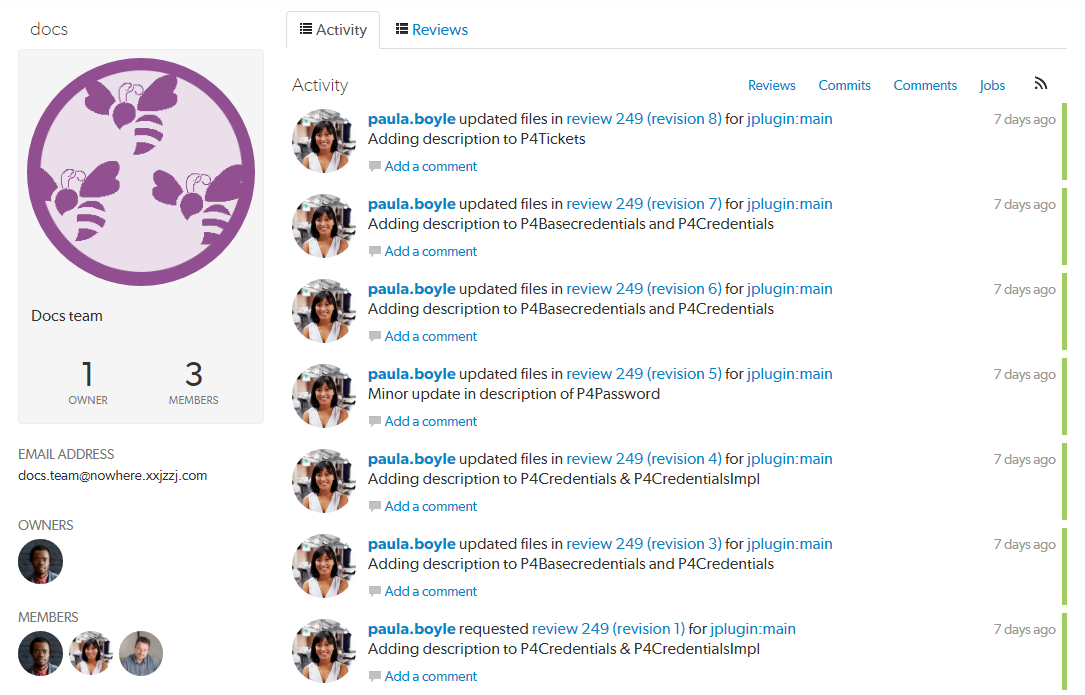 docs
Docs team
1
OWNER
3
MEMBERS
EMAIL ADDRESS
docs.team@nowhere.xxjzzj.com
OWNERS
MEMBERS
Activity
Reviews
Activity
Reviews
Commits
Comments
Jobs
paula.boyle updated files in review 249 (revision 8) for jplugin:main
7 days ago
Adding description to P4Tickets
Add a comment
paula.boyle updated files in review 249 (revision 7) for jplugin:main
7 days ago
Adding description to P4Basecredentials and P4Credentials
Add a comment
paula.boyle updated files in review 249 (revision 6) for jplugin:main
7 days ago
Adding description to P4Basecredentials and P4Credentials
Add a comment
paula.boyle updated files in review 249 (revision 5) for jplugin:main
7 days ago
Minor update in description of P4Password
Add a comment
paula.boyle updated files in review 249 (revision 4) for jplugin:main
7 days ago
Adding description to P4Credentials & P4CredentialsImpl
Add a comment
paula.boyle updated files in review 249 (revision 3) for jplugin:main
7 days ago
Adding description to P4Basecredentials and P4Credentials
Add a comment
paula.boyle requested review 249 (revision 1) for jplugin:main
7 days ago
Adding description to P4Credentials & P4CredentialsImpl
Add a comment